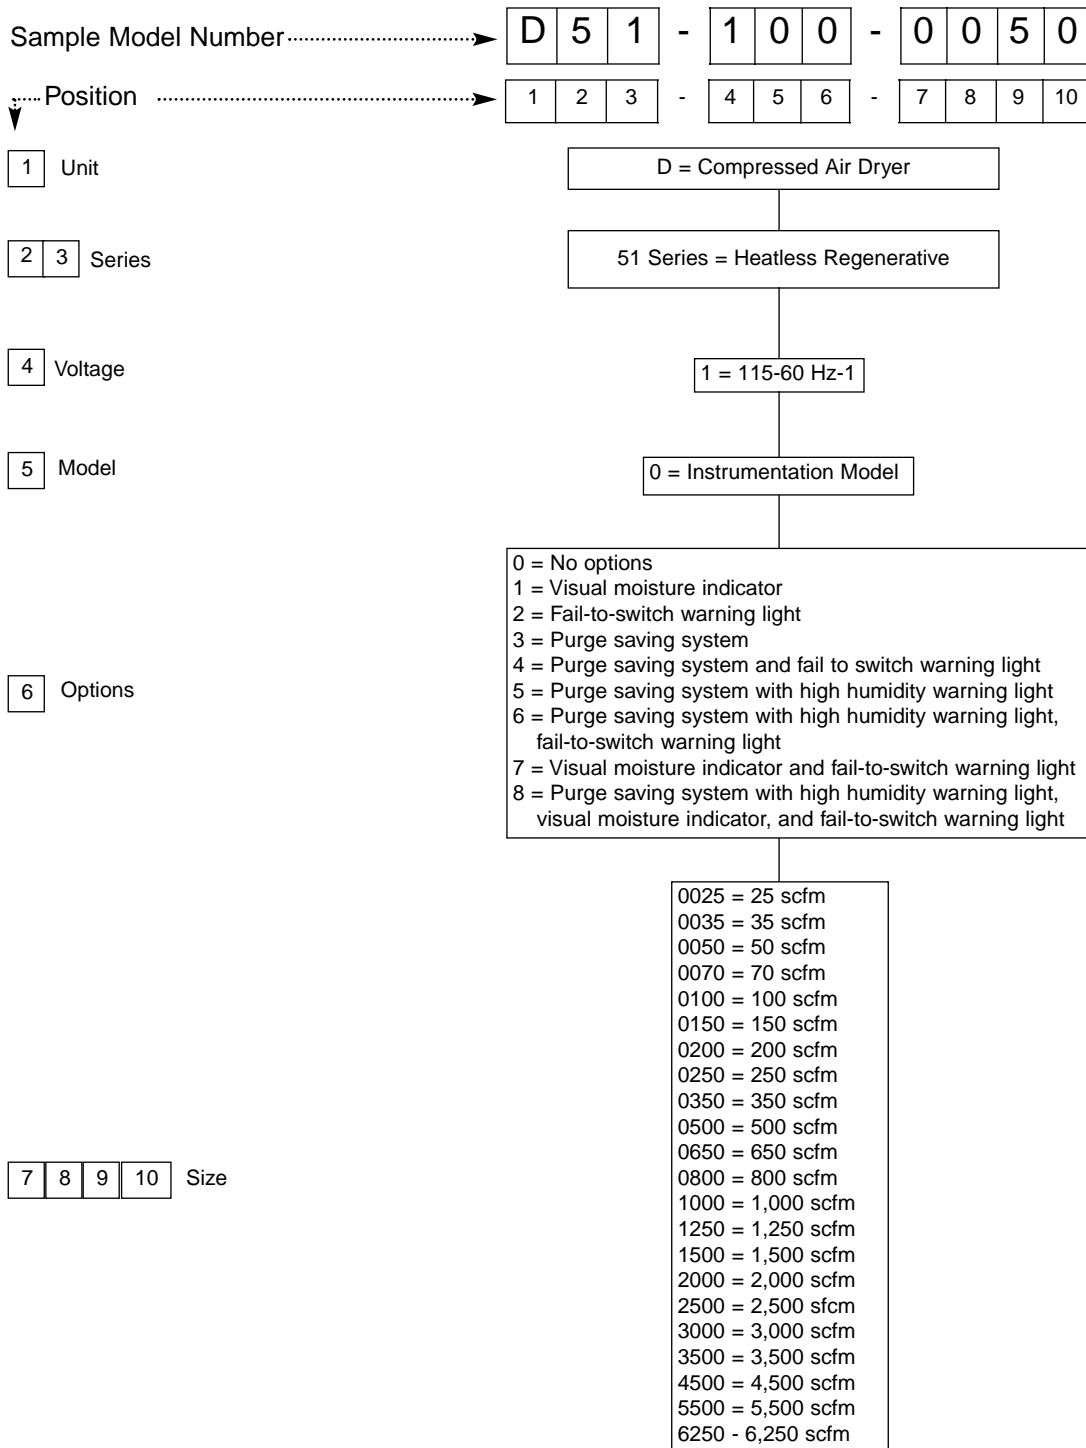 Sample Model Number D 5 1 - 1 0 0 - 0 0 5 0
Position 1 2 3 - 4 5 6 - 7 8 9 10
1 Unit D = Compressed Air Dryer
2 3 Series 51 Series = Heatless Regenerative
4 Voltage 1 = 115-60 Hz-1
5 Model 0 = Instrumentation Model
6 Options
0 = No options
1 = Visual moisture indicator
2 = Fail-to-switch warning light
3 = Purge saving system
4 = Purge saving system and fail to switch warning light
5 = Purge saving system with high humidity warning light
6 = Purge saving system with high humidity warning light,
fail-to-switch warning light
7 = Visual moisture indicator and fail-to-switch warning light
8 = Purge saving system with high humidity warning light,
visual moisture indicator, and fail-to-switch warning light
7 8 9 10 Size
0025 = 25 scfm
0035 = 35 scfm
0050 = 50 scfm
0070 = 70 scfm
0100 = 100 scfm
0150 = 150 scfm
0200 = 200 scfm
0250 = 250 scfm
0350 = 350 scfm
0500 = 500 scfm
0650 = 650 scfm
0800 = 800 scfm
1000 = 1,000 scfm
1250 = 1,250 scfm
1500 = 1,500 scfm
2000 = 2,000 scfm
2500 = 2,500 sfcm
3000 = 3,000 scfm
3500 = 3,500 scfm
4500 = 4,500 scfm
5500 = 5,500 scfm
6250 - 6,250 scfm